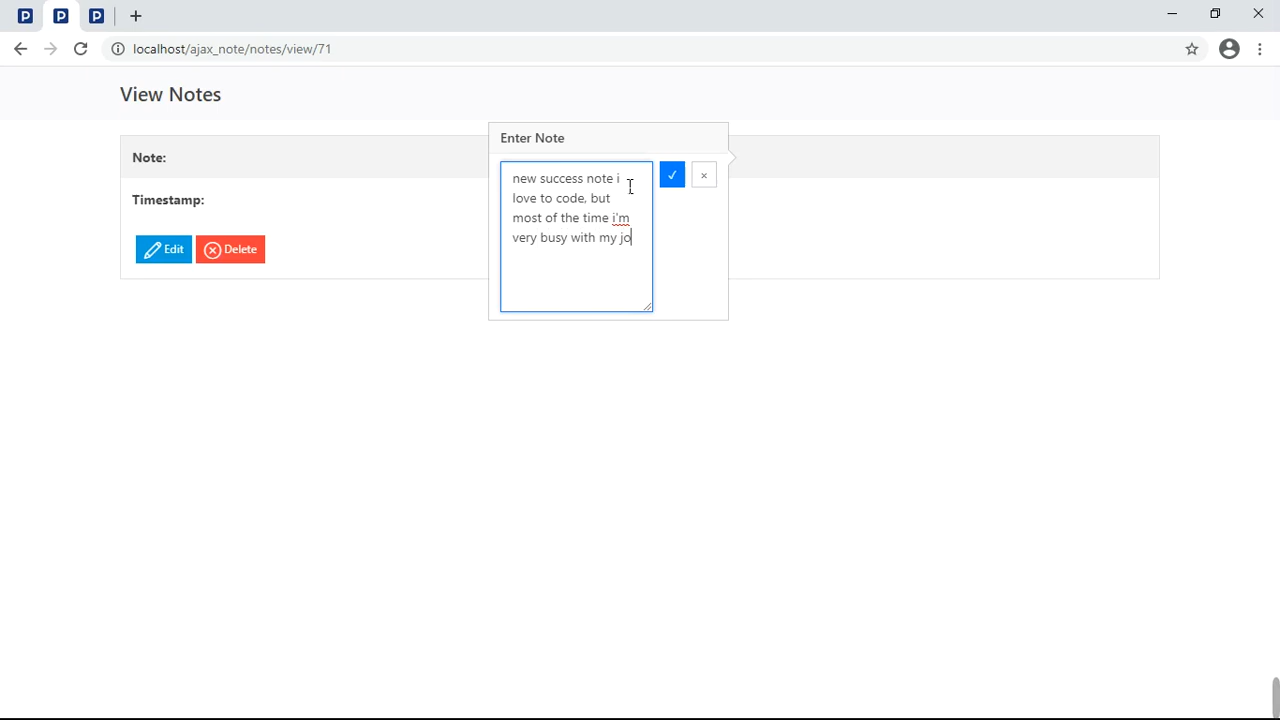 P
P
P
localhost/ajax_note/notes/view/71
View Notes
Enter Note
Note:
new success note i
love to code, but
most of the time i'm
very busy with my jo
Timestamp:
Edit
Delete